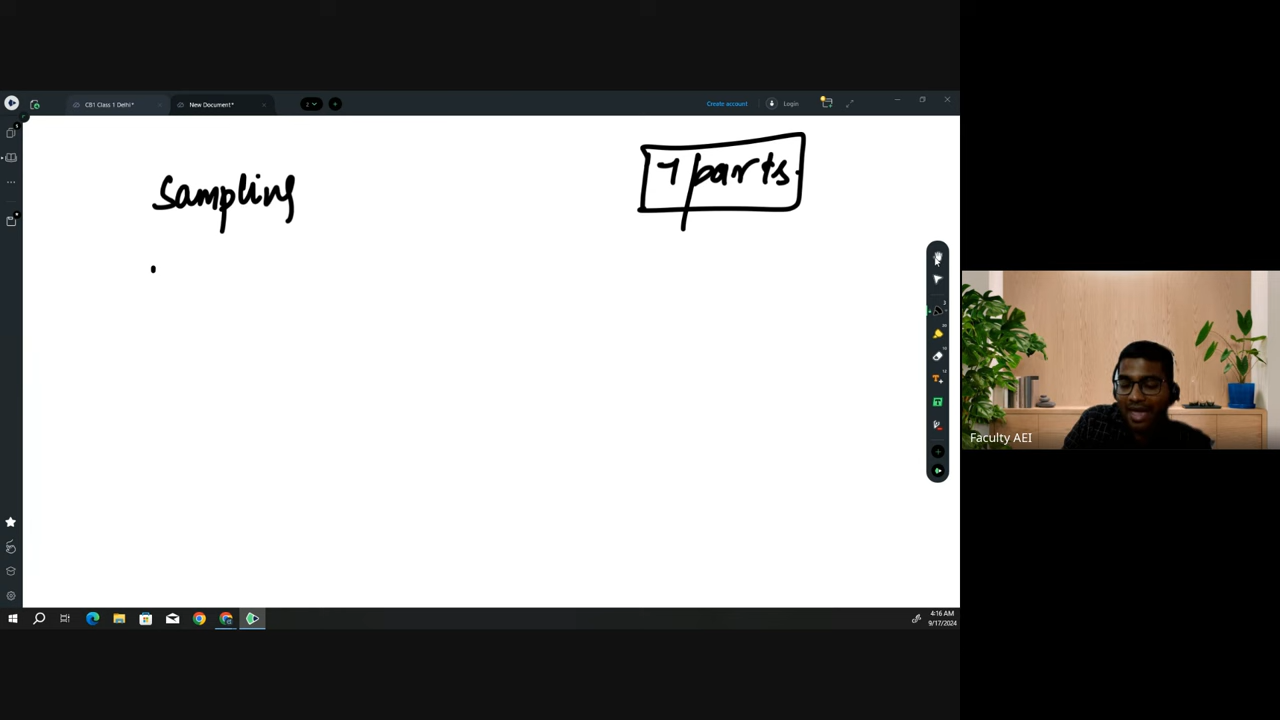 CB1 Class 1 Delhi*
New Document*
2
Create account
Login
Sampling
7 parts.
Faculty AEI
4:16 AM
9/17/2024